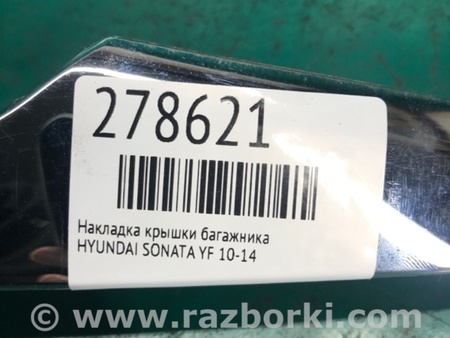 278621
Накладка крышки багажника
HYUNDAI SONATA YF 10-14
© www.razborki.com